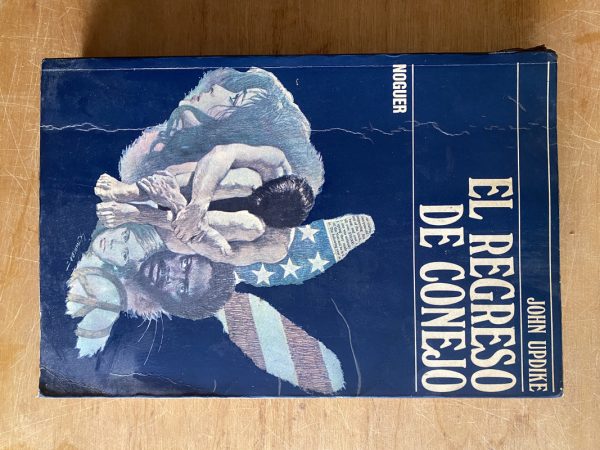 JOHN UPDIKE
EL REGRESO
DE CONEJO
NOGUER